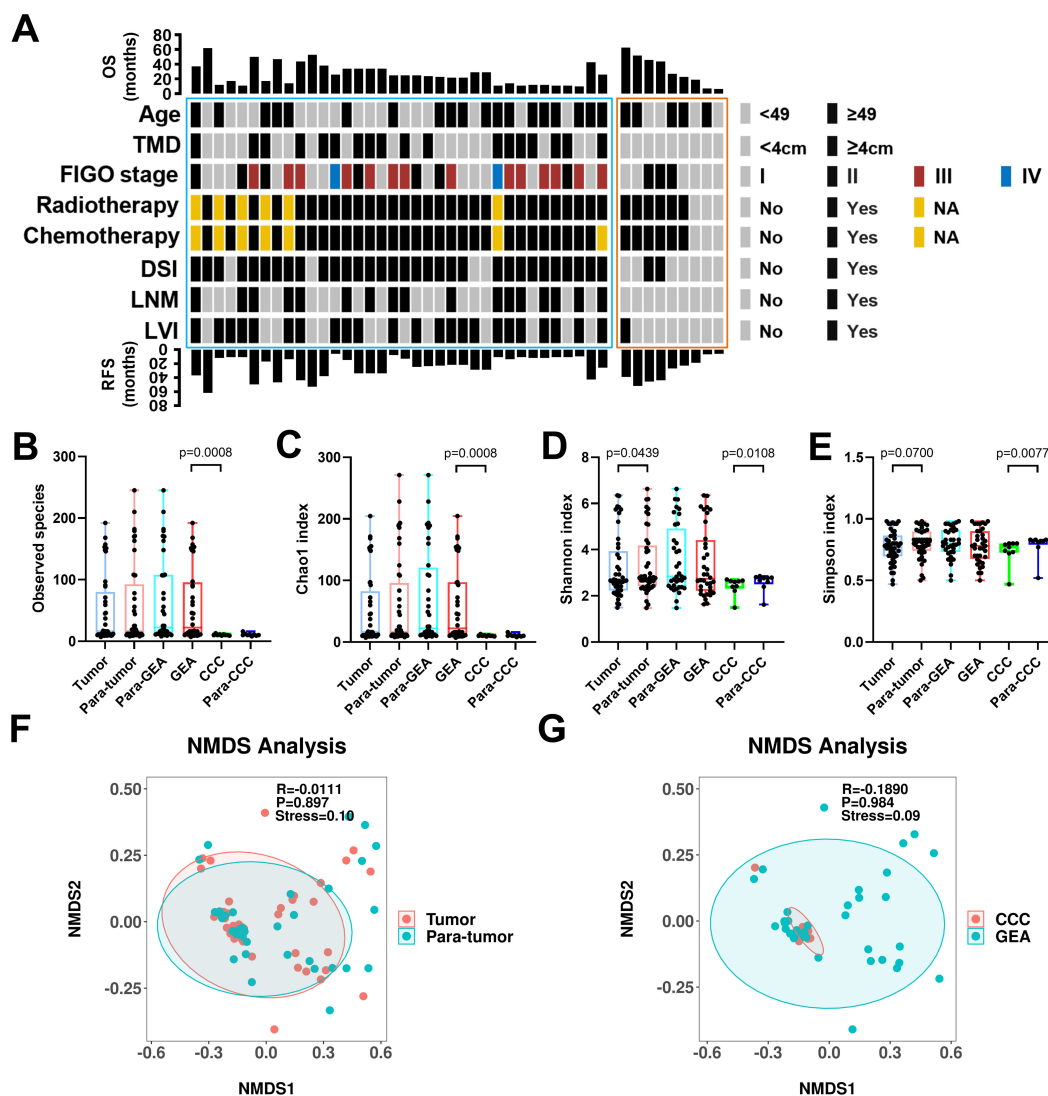 A
OS
(months)
80
60
40
20
0
Age
<49
≥49
TMD
<4cm
≥4cm
FIGO stage
I
II
III
IV
Radiotherapy
No
Yes
NA
Chemotherapy
No
Yes
NA
DSI
No
Yes
LNM
No
Yes
LVI
No
Yes
RFS
(months)
0
20
40
60
80
B
p=0.0008
Observed species
300
200
100
0
Tumor
Para-tumor
Para-GEA
GEA
CCC
Para-CCC
C
p=0.0008
Chao1 index
300
200
100
0
Tumor
Para-tumor
Para-GEA
GEA
CCC
Para-CCC
D
p=0.0439
p=0.0108
Shannon index
8
6
4
2
0
Tumor
Para-tumor
Para-GEA
GEA
CCC
Para-CCC
E
p=0.0700
p=0.0077
Simpson index
1.5
1.0
0.5
0.0
Tumor
Para-tumor
Para-GEA
GEA
CCC
Para-CCC
F
NMDS Analysis
R=-0.0111
P=0.897
Stress=0.10
NMDS2
0.50
0.25
0.00
-0.25
-0.6
-0.3
0.0
0.3
0.6
NMDS1
Tumor
Para-tumor
G
NMDS Analysis
R=-0.1890
P=0.984
Stress=0.09
NMDS2
0.50
0.25
0.00
-0.25
-0.6
-0.3
0.0
0.3
0.6
NMDS1
CCC
GEA